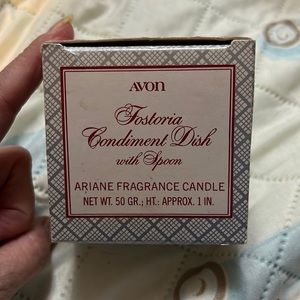 AVON
Fostoria
Condiment Dish
with Spoon
ARIANE FRAGRANCE CANDLE
NET WT. 50 GR.; HT.: APPROX. 1 IN.